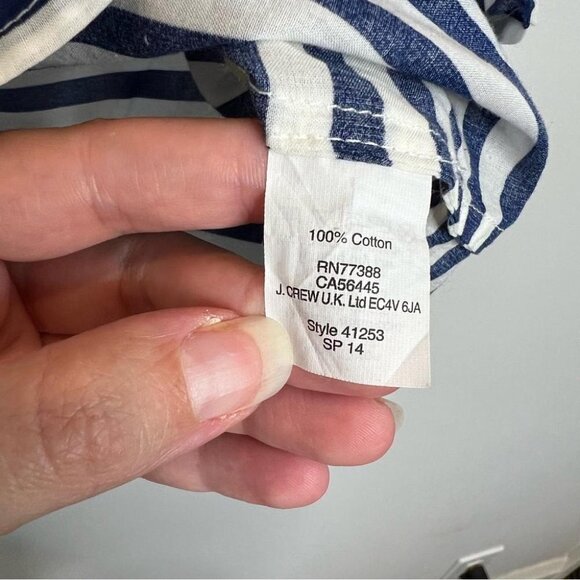 100% Cotton
RN77388
CA56445
J. CREW U.K. Ltd EC4V 6JA
Style 41253
SP 14